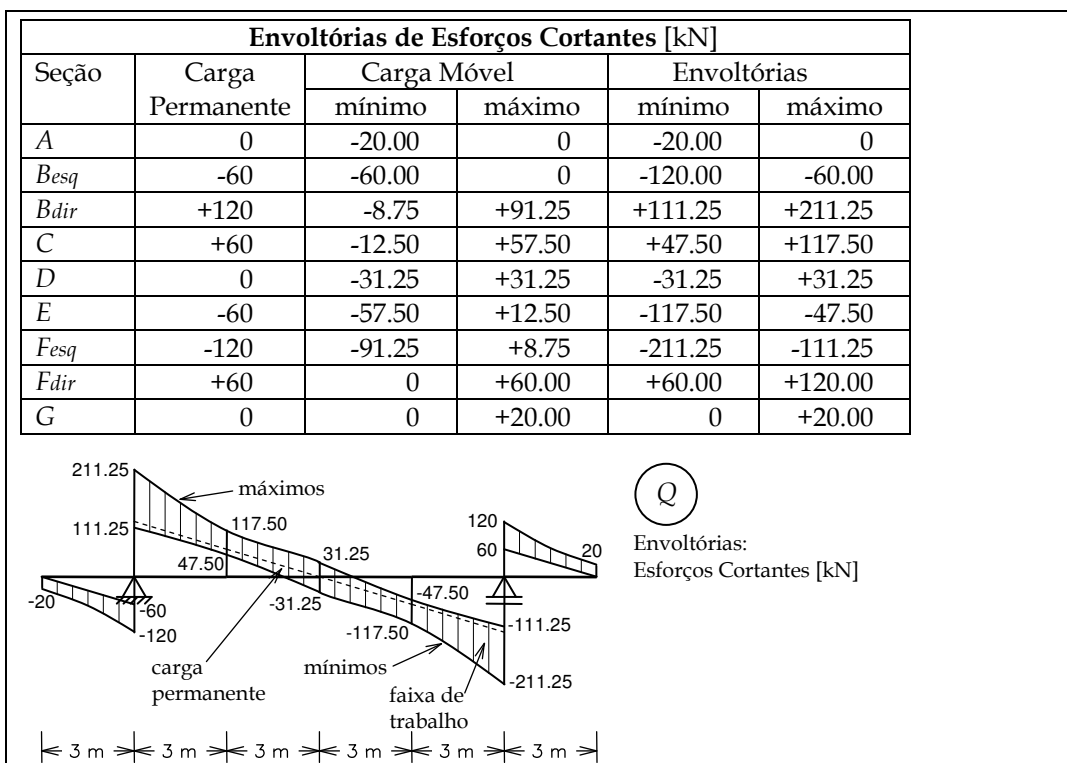 Envoltórias de Esforços Cortantes [kN]
Seção Carga Permanente Carga Móvel Envoltórias
mínimo máximo mínimo máximo
A 0 -20.00 0 -20.00 0
Besq -60 -60.00 0 -120.00 -60.00
Bdir +120 -8.75 +91.25 +111.25 +211.25
C +60 -12.50 +57.50 +47.50 +117.50
D 0 -31.25 +31.25 -31.25 +31.25
E -60 -57.50 +12.50 -117.50 -47.50
Fesq -120 -91.25 +8.75 -211.25 -111.25
Fdir +60 0 +60.00 +60.00 +120.00
G 0 0 +20.00 0 +20.00
211.25
máximos
Q
111.25
117.50
120
Envoltórias:
Esforços Cortantes [kN]
47.50
31.25
60
20
-20
-60
-31.25
-47.50
-120
-117.50
-111.25
carga
permanente
mínimos
-211.25
faixa de
trabalho
3 m 3 m 3 m 3 m 3 m 3 m